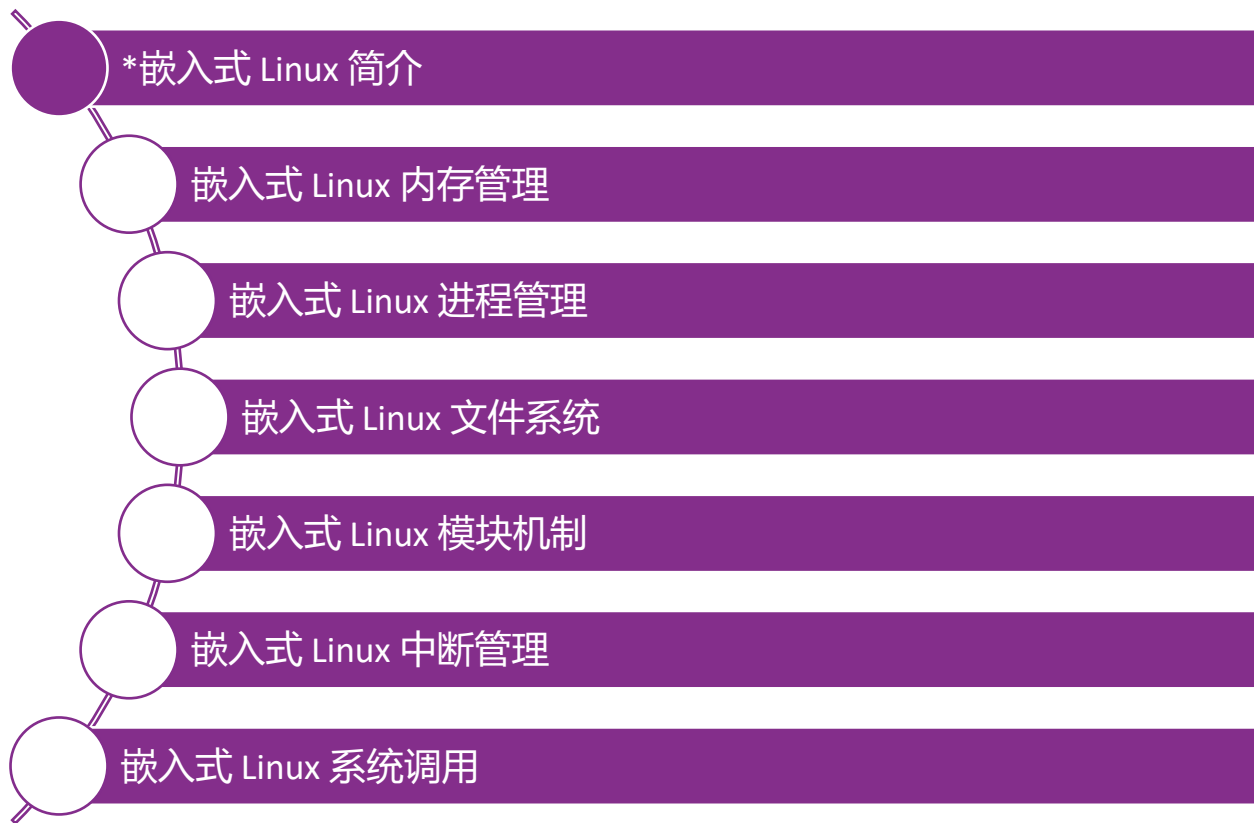 *嵌入式 Linux 简介
嵌入式 Linux 内存管理
嵌入式 Linux 进程管理
嵌入式 Linux 文件系统
嵌入式 Linux 模块机制
嵌入式 Linux 中断管理
嵌入式 Linux 系统调用